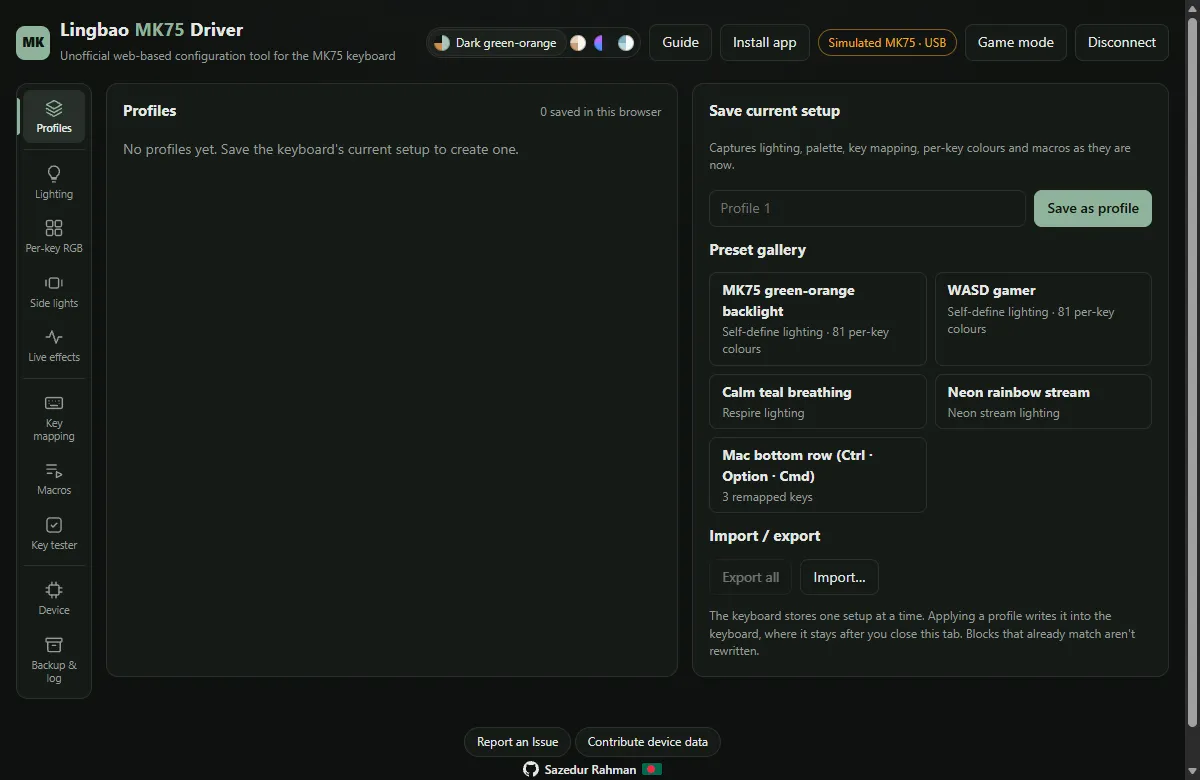 MK
Lingbao MK75 Driver
Unofficial web-based configuration tool for the MK75 keyboard
Dark green-orange
Guide
Install app
Simulated MK75 · USB
Game mode
Disconnect
Profiles
Lighting
Per-key RGB
Side lights
Live effects
Key
mapping
Macros
Key tester
Device
Backup &
log
Profiles
0 saved in this browser
No profiles yet. Save the keyboard's current setup to create one.
Save current setup
Captures lighting, palette, key mapping, per-key colours and macros as they are
now.
Profile 1
Save as profile
Preset gallery
MK75 green-orange
backlight
Self-define lighting · 81 per-key
colours
WASD gamer
Self-define lighting · 81 per-key
colours
Calm teal breathing
Respire lighting
Neon rainbow stream
Neon stream lighting
Mac bottom row (Ctrl ·
Option · Cmd)
3 remapped keys
Import / export
Export all
Import...
The keyboard stores one setup at a time. Applying a profile writes it into the
keyboard, where it stays after you close this tab. Blocks that already match aren't
rewritten.
Report an Issue
Contribute device data
Sazedur Rahman